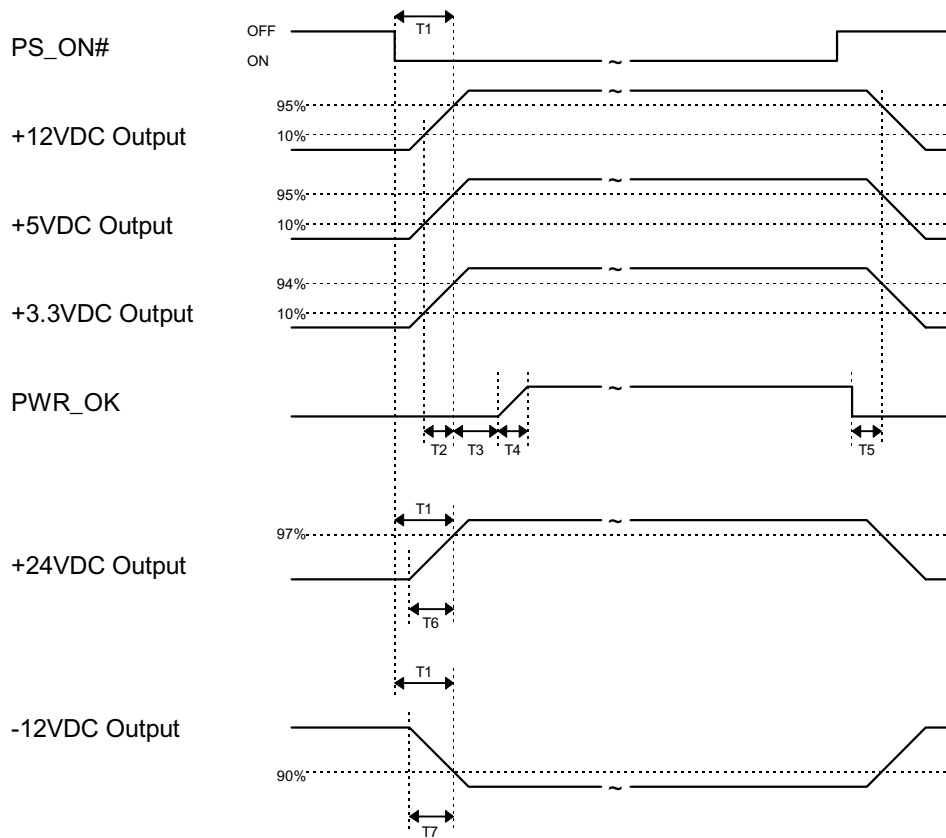 T1
OFF
PS_ON#
ON
~
95%
+12VDC Output
10%
~
95%
+5VDC Output
10%
~
94%
+3.3VDC Output
10%
~
PWR_OK
~
T2 T3 T4 T5
T1
97%
~
+24VDC Output
T6
T1
-12VDC Output
90%
~
T7